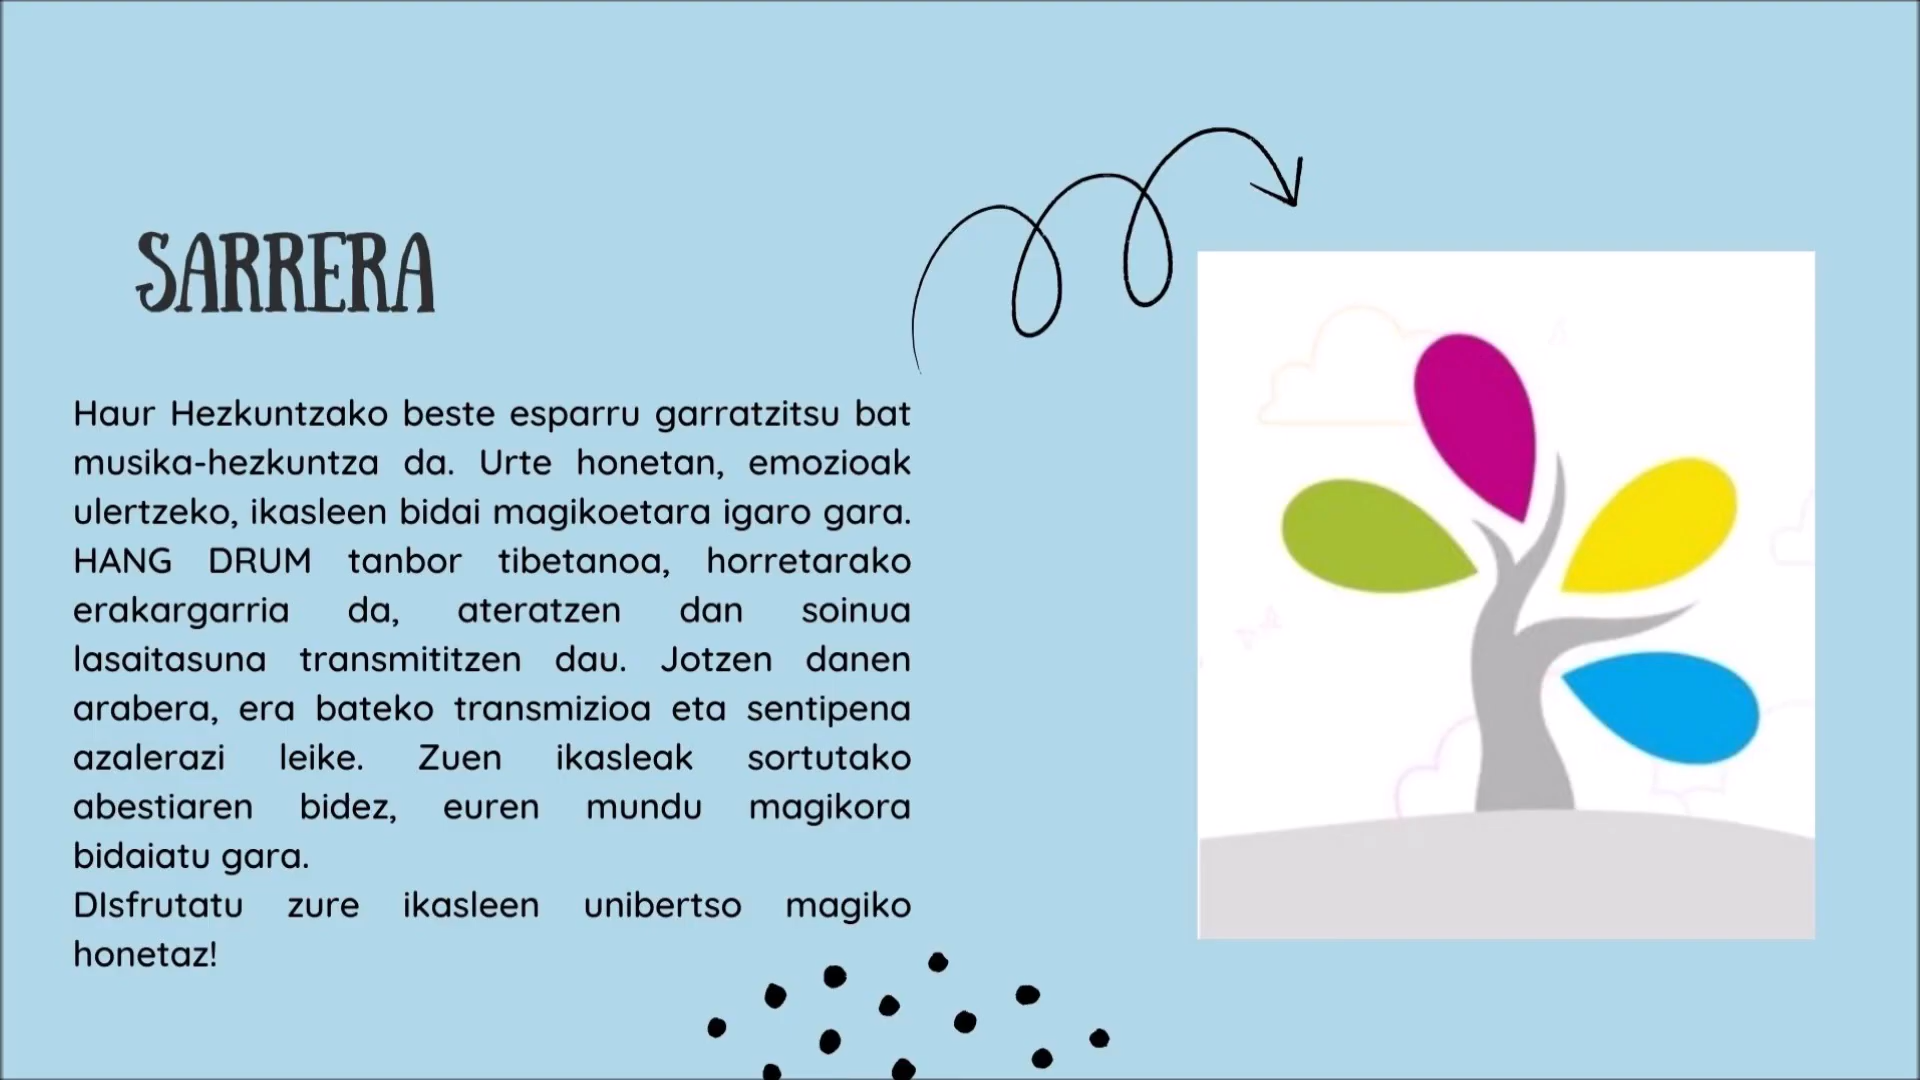 SARRERA
Haur Hezkuntzako beste esparru garratzitsu bat
musika-hezkuntza da. Urte honetan, emozioak
ulertzeko, ikasleen bidai magikoetara igaro gara.
HANG DRUM tanbor tibetanoa, horretarako
erakargarria da, ateratzen dan soinua
lasaitasuna transmititzen dau. Jotzen danen
arabera, era bateko transmizioa eta sentipena
azalerazi leike. Zuen ikasleak sortutako
abestiaren bidez, euren mundu magikora
bidaiatu gara.
DIsfrutatu zure ikasleen unibertso magiko
honetaz!